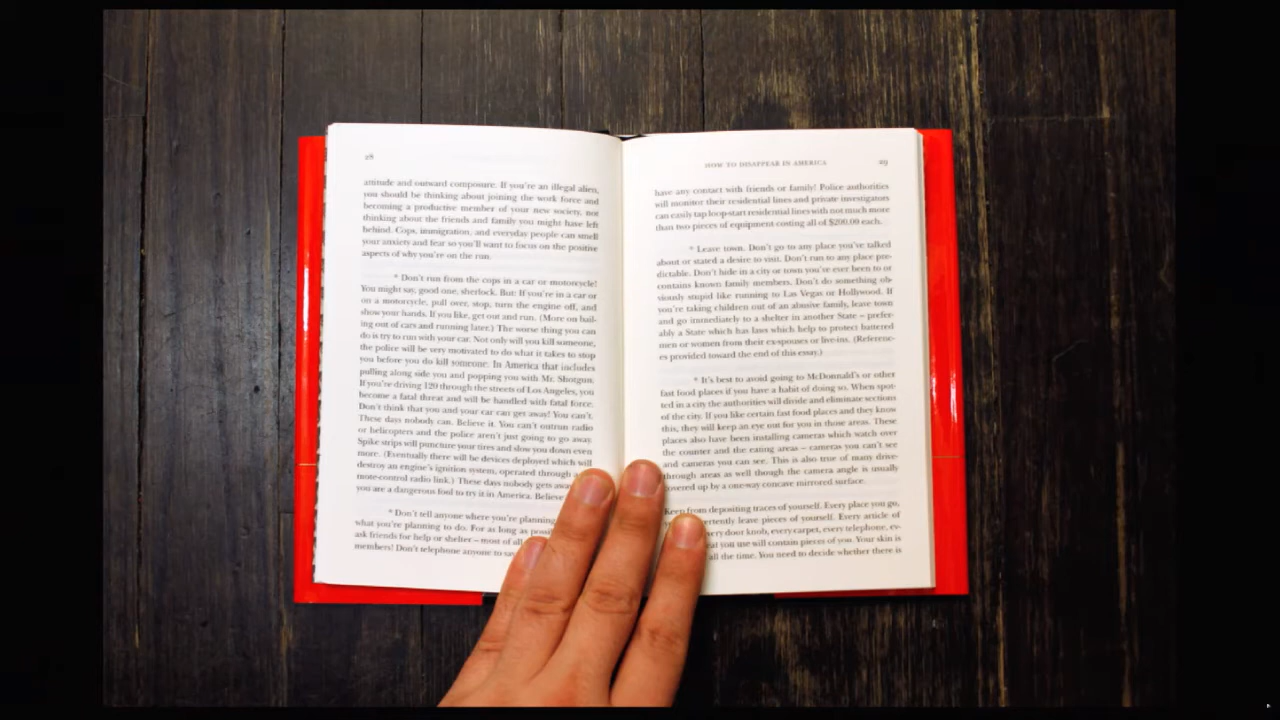 28
attitude and outward composure. If you're an illegal alien,
you should be thinking about joining the work force and
becoming a productive member of your new society, not
thinking about the friends and family you might have left
behind. Cops, immigration, and everyday people can smell
your anxiety and fear so you'll want to focus on the positive
aspects of why you're on the run.
* Don't run from the cops in a car or motorcycle!
You might say, good one, sherlock. But: If you're in a car or
on a motorcycle, pull over, stop, turn the engine off, and
show your hands. If you like, get out and run. (More on bail-
ing out of cars and running later.) The worse thing you can
do is try to run with your car. Not only will you kill someone,
the police will be very motivated to do what it takes to stop
you before you do kill someone. In America that includes
pulling along side you and popping you with Mr. Shotgun.
If you're driving 120 through the streets of Los Angeles, you
become a fatal threat and will be handled with fatal force.
Don't think that you and your car can get away! You can't.
These days nobody can. Believe it. You can't outrun radio
or helicopters and the police aren't just going to go away.
Spike strips will puncture your tires and slow you down even
more. (Eventually there will be devices deployed which will
destroy an engine's ignition system, operated through
mote-control radio link.) These days nobody gets away
you are a dangerous fool to try it in America. Believe
* Don't tell anyone where you're planning
what you're planning to do. For as long as
ask friends for help or shelter – most of all
members! Don't telephone anyone to
HOW TO DISAPPEAR IN AMERICA 29
have any contact with friends or family! Police authorities
will monitor their residential lines and private investigators
can easily tap loop-start residential lines with not much more
than two pieces of equipment costing all of $200.00 each.
* Leave town. Don't go to any place you've talked
about or stated a desire to visit. Don't run to any place pre-
dictable. Don't hide in a city or town you've ever been to or
contains known family members. Don't do something ob-
viously stupid like running to Las Vegas or Hollywood. If
you're taking children out of an abusive family, leave town
and go immediately to a shelter in another State – prefer-
ably a State which has laws which help to protect battered
men or women from their ex-spouses or live-ins. (Referenc-
es provided toward the end of this essay.)
* It's best to avoid going to McDonnald's or other
fast food places if you have a habit of doing so. When spot-
ted in a city the authorities will divide and eliminate sections
of the city. If you like certain fast food places and they know
this, they will keep an eye out for you in those areas. These
places also have been installing cameras which watch over
the counter and the eating areas – cameras you can't see
and cameras you can see. This is also true of many drive-
through areas as well though the camera angle is usually
covered up by a one-way concave mirrored surface.
Keep from depositing traces of yourself. Every place you go,
leave pieces of yourself. Every article of
door knob, every carpet, every telephone, ev-
you use will contain pieces of you. Your skin is
all the time. You need to decide whether there is